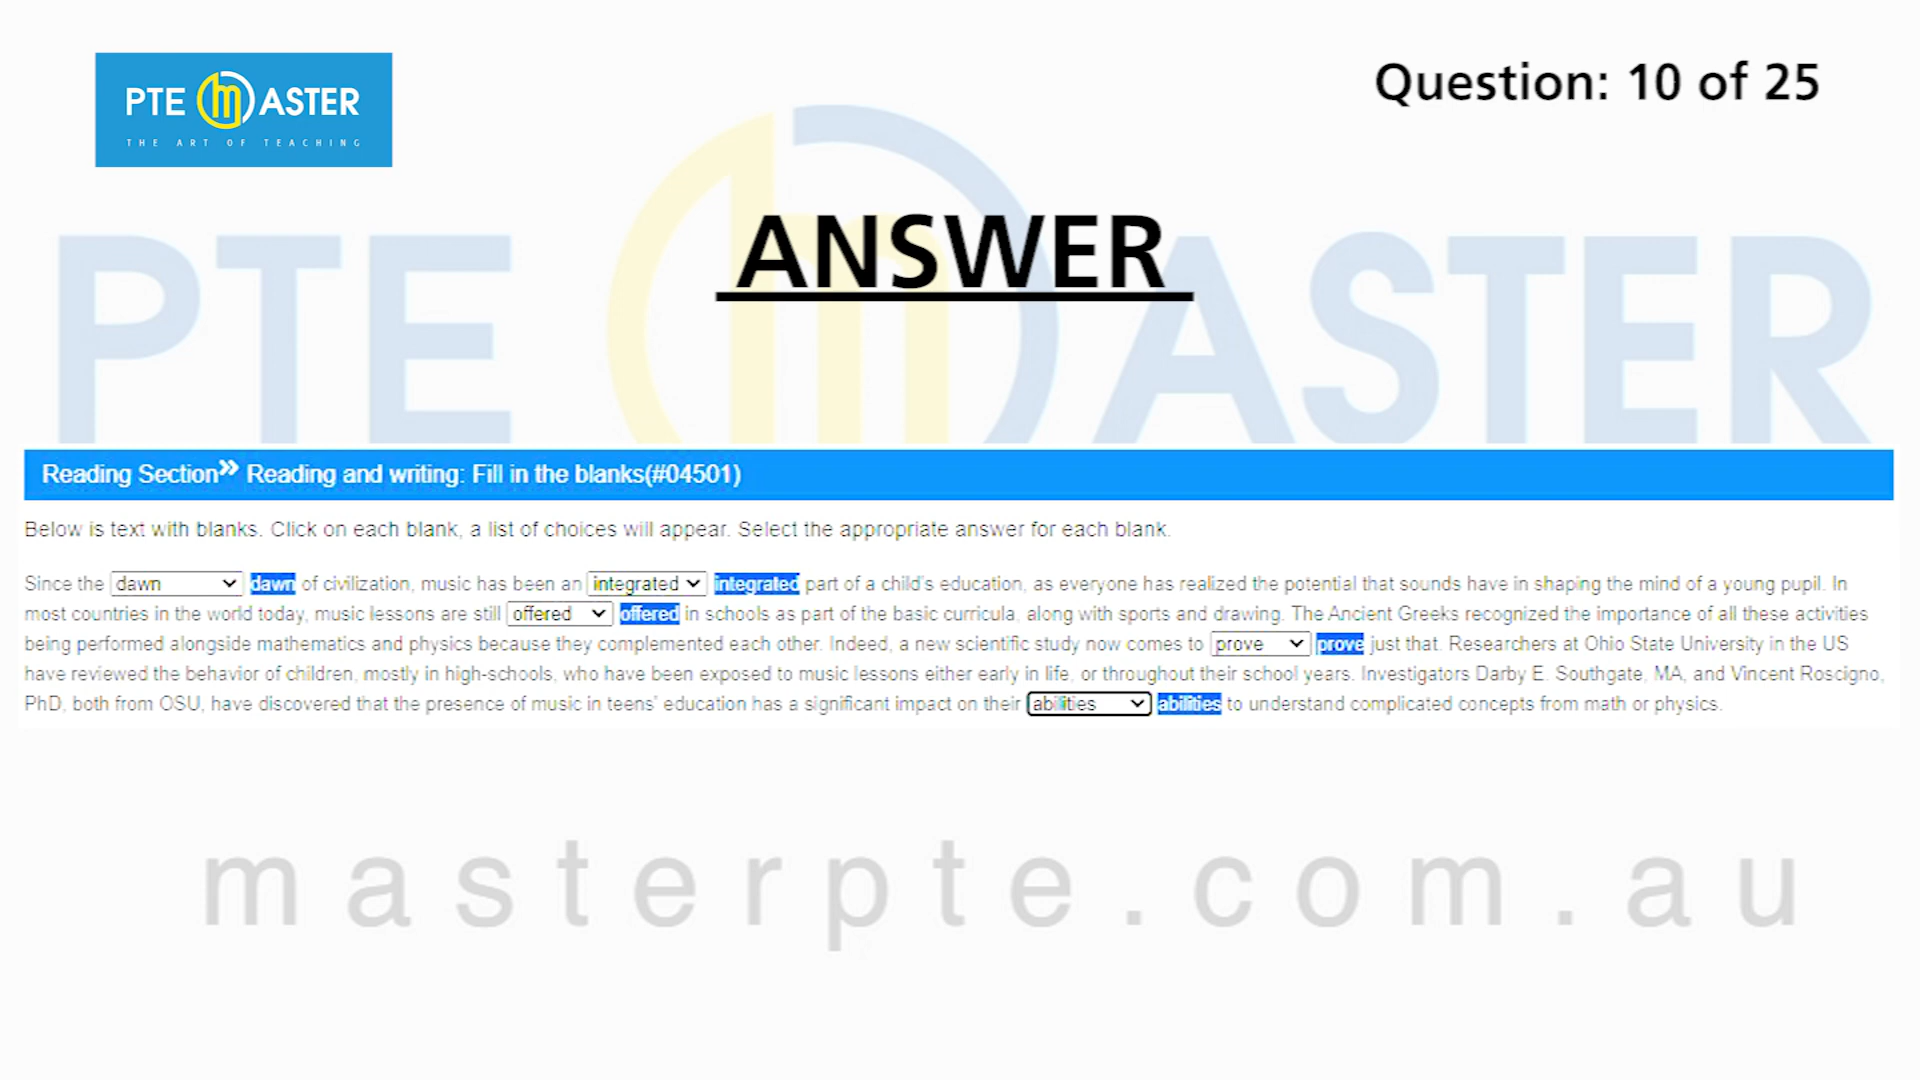 PTE MASTER
THE ART OF TEACHING
Question: 10 of 25
ANSWER
PTE MASTER
Reading Section» Reading and writing: Fill in the blanks(#04501)
Below is text with blanks. Click on each blank, a list of choices will appear. Select the appropriate answer for each blank.
Since the dawn dawn of civilization, music has been an integrated integrated part of a child's education, as everyone has realized the potential that sounds have in shaping the mind of a young pupil. In
most countries in the world today, music lessons are still offered offered in schools as part of the basic curricula, along with sports and drawing. The Ancient Greeks recognized the importance of all these activities
being performed alongside mathematics and physics because they complemented each other. Indeed, a new scientific study now comes to prove prove just that. Researchers at Ohio State University in the US
have reviewed the behavior of children, mostly in high-schools, who have been exposed to music lessons either early in life, or throughout their school years. Investigators Darby E. Southgate, MA, and Vincent Roscigno,
PhD, both from OSU, have discovered that the presence of music in teens' education has a significant impact on their abilities abilities to understand complicated concepts from math or physics.
masterpte.com.au